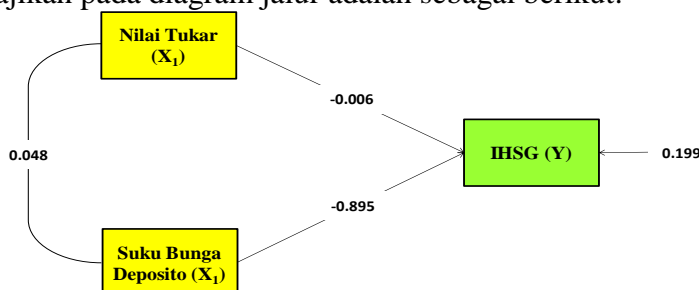 ajikan pada diagram jalur adalah sebagai berikut:
Nilai Tukar
(X₁)
-0.006
0.048
IHSG (Y)
0.199
-0.895
Suku Bunga
Deposito (X₁)